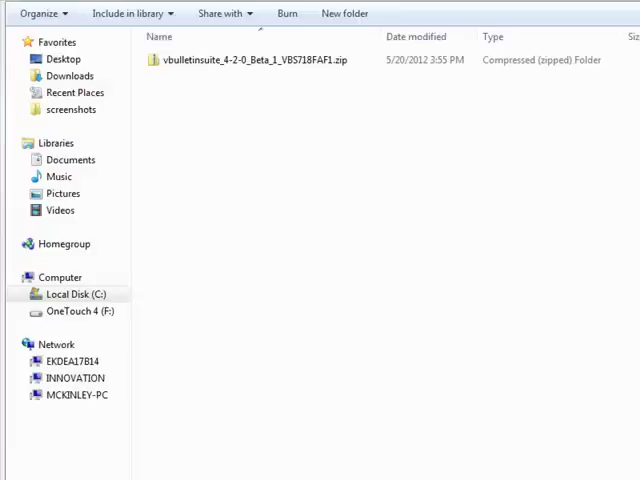 Organize Include in library Share with Burn New folder
Name Date modified Type Siz
vbulletinsuite_4-2-0_Beta_1_VBS718FAF1.zip 5/20/2012 3:55 PM Compressed (zipped) Folder
Favorites
Desktop
Downloads
Recent Places
screenshots
Libraries
Documents
Music
Pictures
Videos
Homegroup
Computer
Local Disk (C:)
OneTouch 4 (F:)
Network
EKDEA17B14
INNOVATION
MCKINLEY-PC